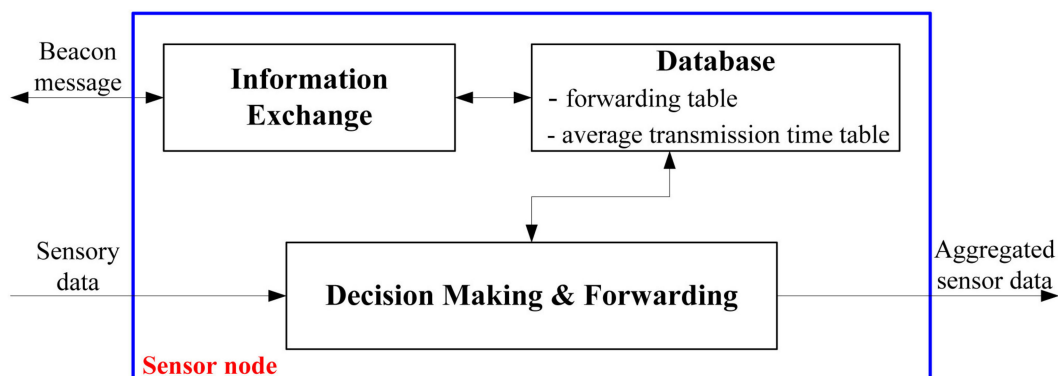 Beacon
message
Information
Exchange
Database
- forwarding table
- average transmission time table
Sensory
data
Decision Making & Forwarding
Aggregated
sensor data
Sensor node